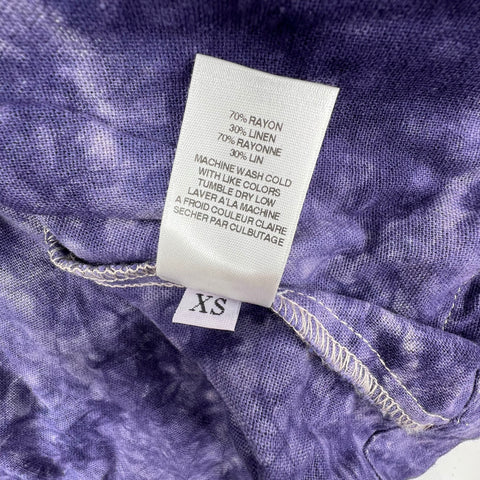 70% RAYON
30% LINEN
70% RAYONNE
30% LIN
MACHINE WASH COLD
WITH LIKE COLORS
TUMBLE DRY LOW
LAVER A LA MACHINE
A FROID COULEUR CLAIRE
SECHER PAR CULBUTAGE
XS